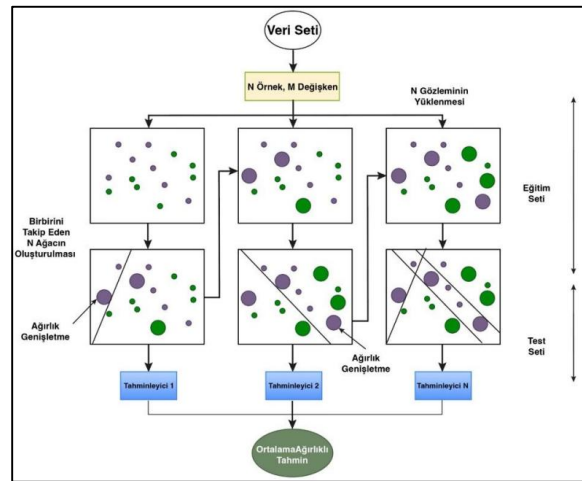 Veri Seti
N Örnek, M Değişken
N Gözleminin
Yüklenmesi
Eğitim
Seti
Birbirini
Takip Eden
N Ağacın
Oluşturulması
Ağırlık
Genişletme
Ağırlık
Genişletme
Test
Seti
Tahminleyici 1
Tahminleyici 2
Tahminleyici N
OrtalamaAğırlıklı
Tahmin